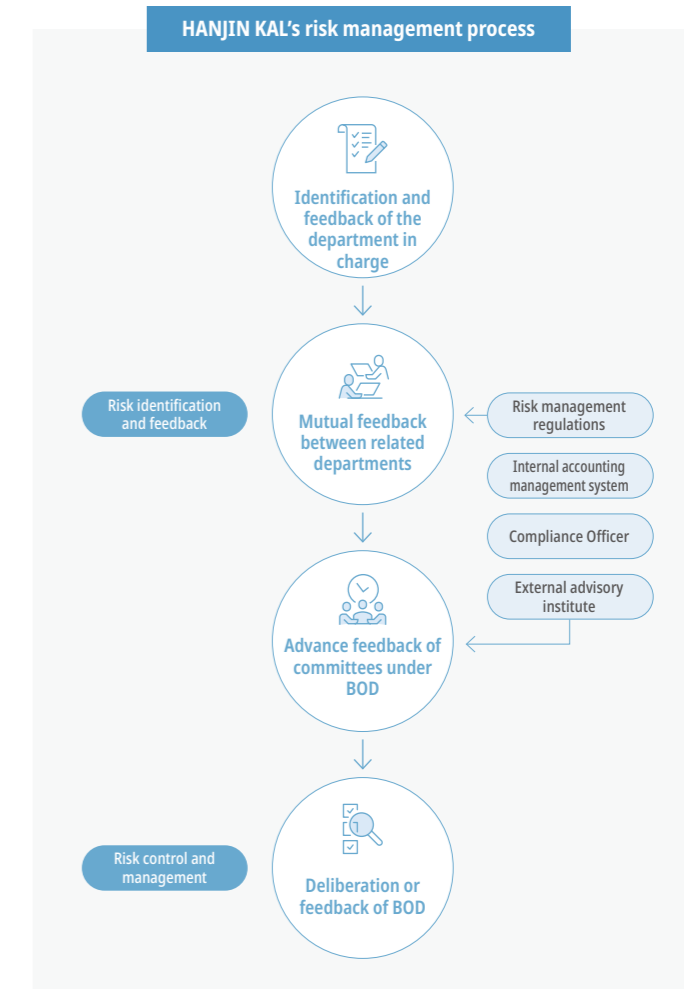 HANJIN KAL's risk management process
Identification and
feedback of the
department in
charge
Risk identification
and feedback
Mutual feedback
between related
departments
Risk management
regulations
Internal accounting
management system
Compliance Officer
External advisory
institute
Advance feedback of
committees under
BOD
Risk control and
management
Deliberation or
feedback of BOD